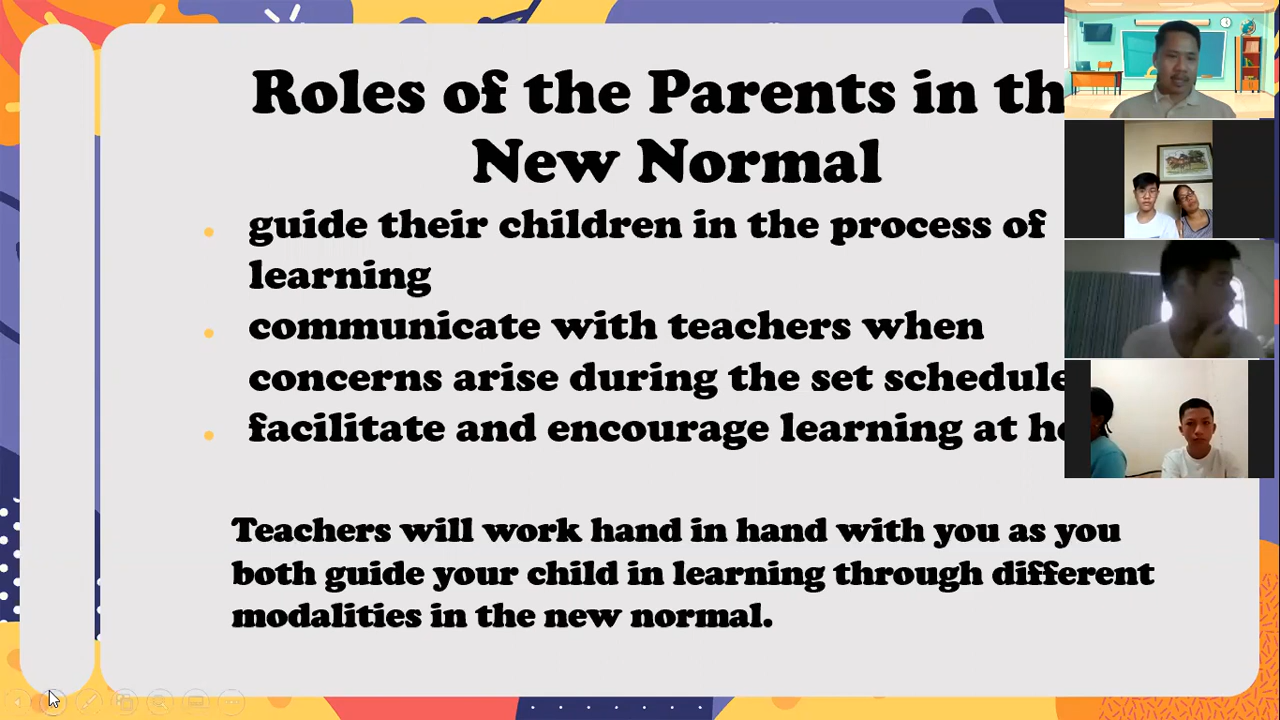 Roles of the Parents in th
New Normal
guide their children in the process of
learning
communicate with teachers when
concerns arise during the set schedule
facilitate and encourage learning at h
Teachers will work hand in hand with you as you
both guide your child in learning through different
modalities in the new normal.